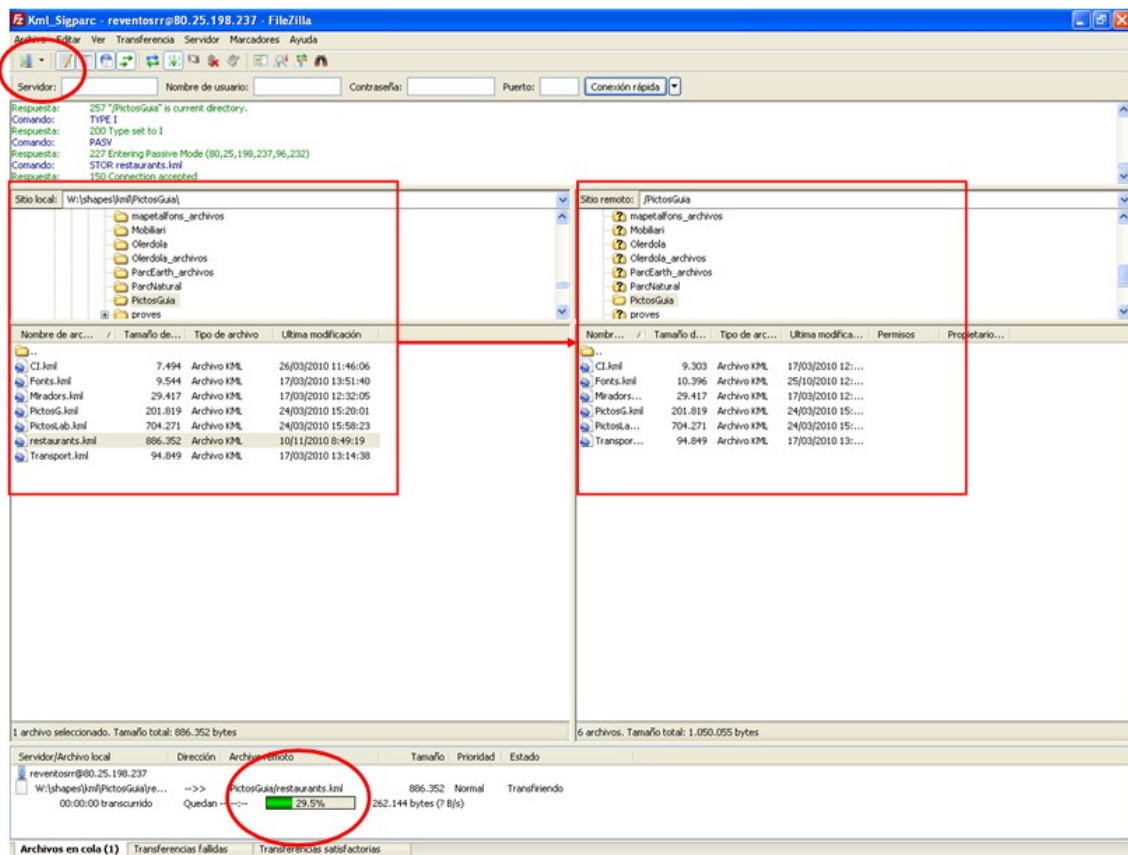 Kml_Sigparc - reventosrr@80.25.198.237 - FileZilla
Archivo Editar Ver Transferencia Servidor Marcadores Ayuda
Servidor: Nombre de usuario: Contraseña: Puerto: Conexión rápida
Respuesta: 257 "/PictosGuia" is current directory.
Comando: TYPE I
Respuesta: 200 Type set to I
Comando: PASV
Respuesta: 227 Entering Passive Mode (80,25,198,237,96,232)
Comando: STOR restaurants.kml
Respuesta: 150 Connection accepted
Sitio local: W:\shapes\kml\PictosGuia\
mapetalfons_archivos
Mobiliari
Olerdola
Olerdola_archivos
ParcEarth_archivos
ParcNatural
PictosGuia
proves
Nombre de arc... Tamaño de... Tipo de archivo Ultima modificación
..
CI.kml 7.494 Archivo KML 26/03/2010 11:46:06
Fonts.kml 9.544 Archivo KML 17/03/2010 13:51:40
Miradors.kml 29.417 Archivo KML 17/03/2010 12:32:05
PictosG.kml 201.819 Archivo KML 24/03/2010 15:20:01
PictosLab.kml 704.271 Archivo KML 24/03/2010 15:58:23
restaurants.kml 886.352 Archivo KML 10/11/2010 8:49:19
Transport.kml 94.849 Archivo KML 17/03/2010 13:14:38
1 archivo seleccionado. Tamaño total: 886.352 bytes
Sitio remoto: /PictosGuia
mapetalfons_archivos
Mobiliari
Olerdola
Olerdola_archivos
ParcEarth_archivos
ParcNatural
PictosGuia
proves
Nombr... Tamaño d... Tipo de arc... Ultima modifica... Permisos Propietario...
..
CI.kml 9.303 Archivo KML 17/03/2010 12:...
Fonts.kml 10.396 Archivo KML 25/10/2010 12:...
Miradors... 29.417 Archivo KML 17/03/2010 12:...
PictosG.kml 201.819 Archivo KML 24/03/2010 15:...
PictosLa... 704.271 Archivo KML 24/03/2010 15:...
Transpor... 94.849 Archivo KML 17/03/2010 13:...
6 archivos. Tamaño total: 1.050.055 bytes
Servidor/Archivo local Dirección Archivo remoto Tamaño Prioridad Estado
reventosrr@80.25.198.237
W:\shapes\kml\PictosGuia\re... -->> PictosGuia/restaurants.kml 886.352 Normal Transfiriendo
00:00:00 transcurrido Quedan --:--:-- 29.5% 262.144 bytes (? B/s)
Archivos en cola (1) Transferencias fallidas Transferencias satisfactorias